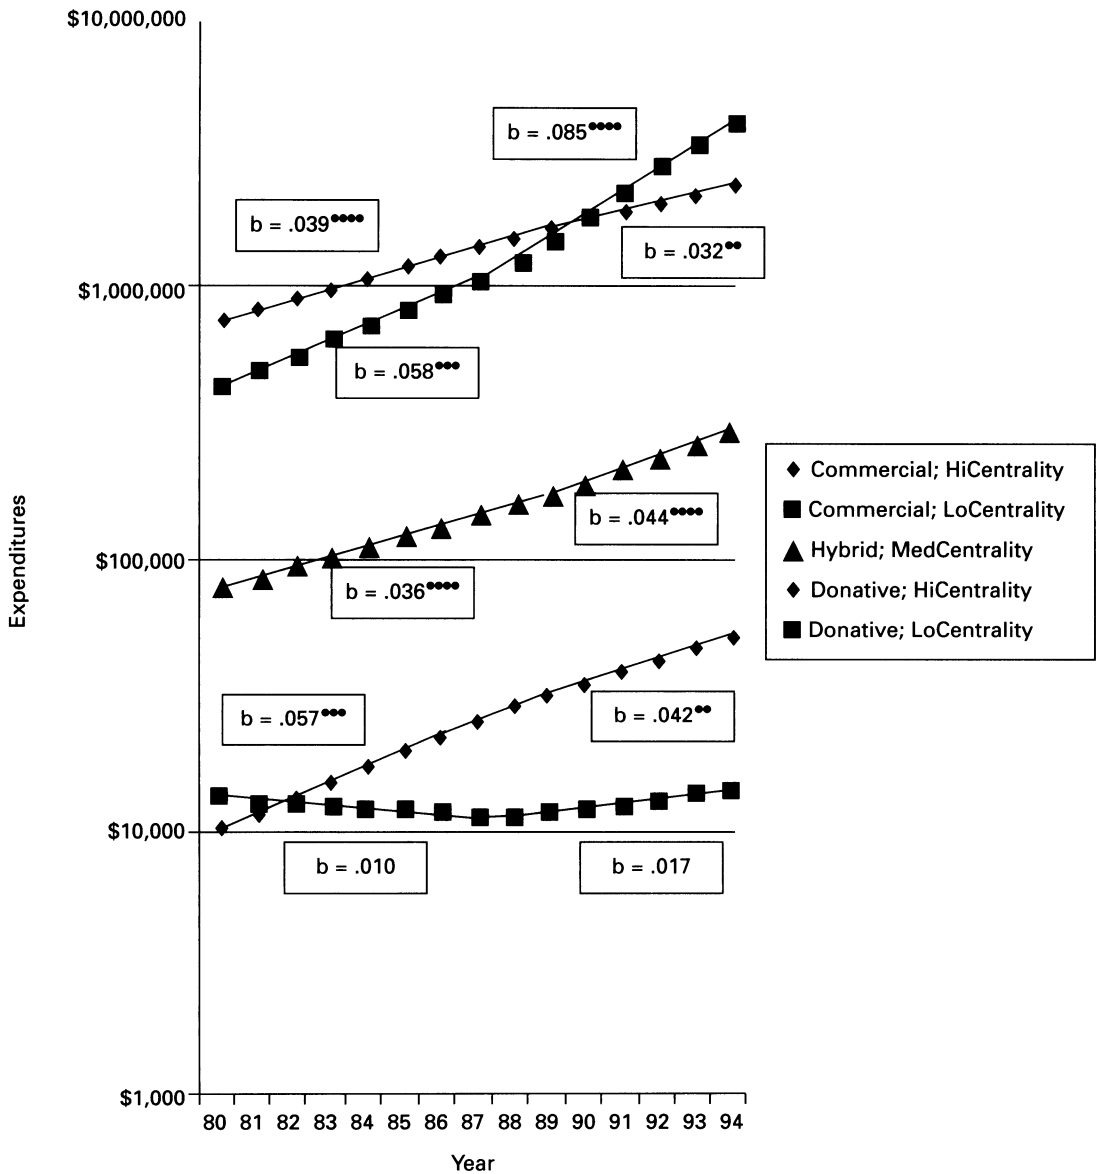 $10,000,000
b = .085••••
b = .039••••
b = .032••
$1,000,000
b = .058•••
Commercial; HiCentrality
Commercial; LoCentrality
Hybrid; MedCentrality
Donative; HiCentrality
Donative; LoCentrality
b = .044••••
$100,000
b = .036••••
Expenditures
b = .057•••
b = .042••
$10,000
b = .010
b = .017
$1,000
80 81 82 83 84 85 86 87 88 89 90 91 92 93 94
Year